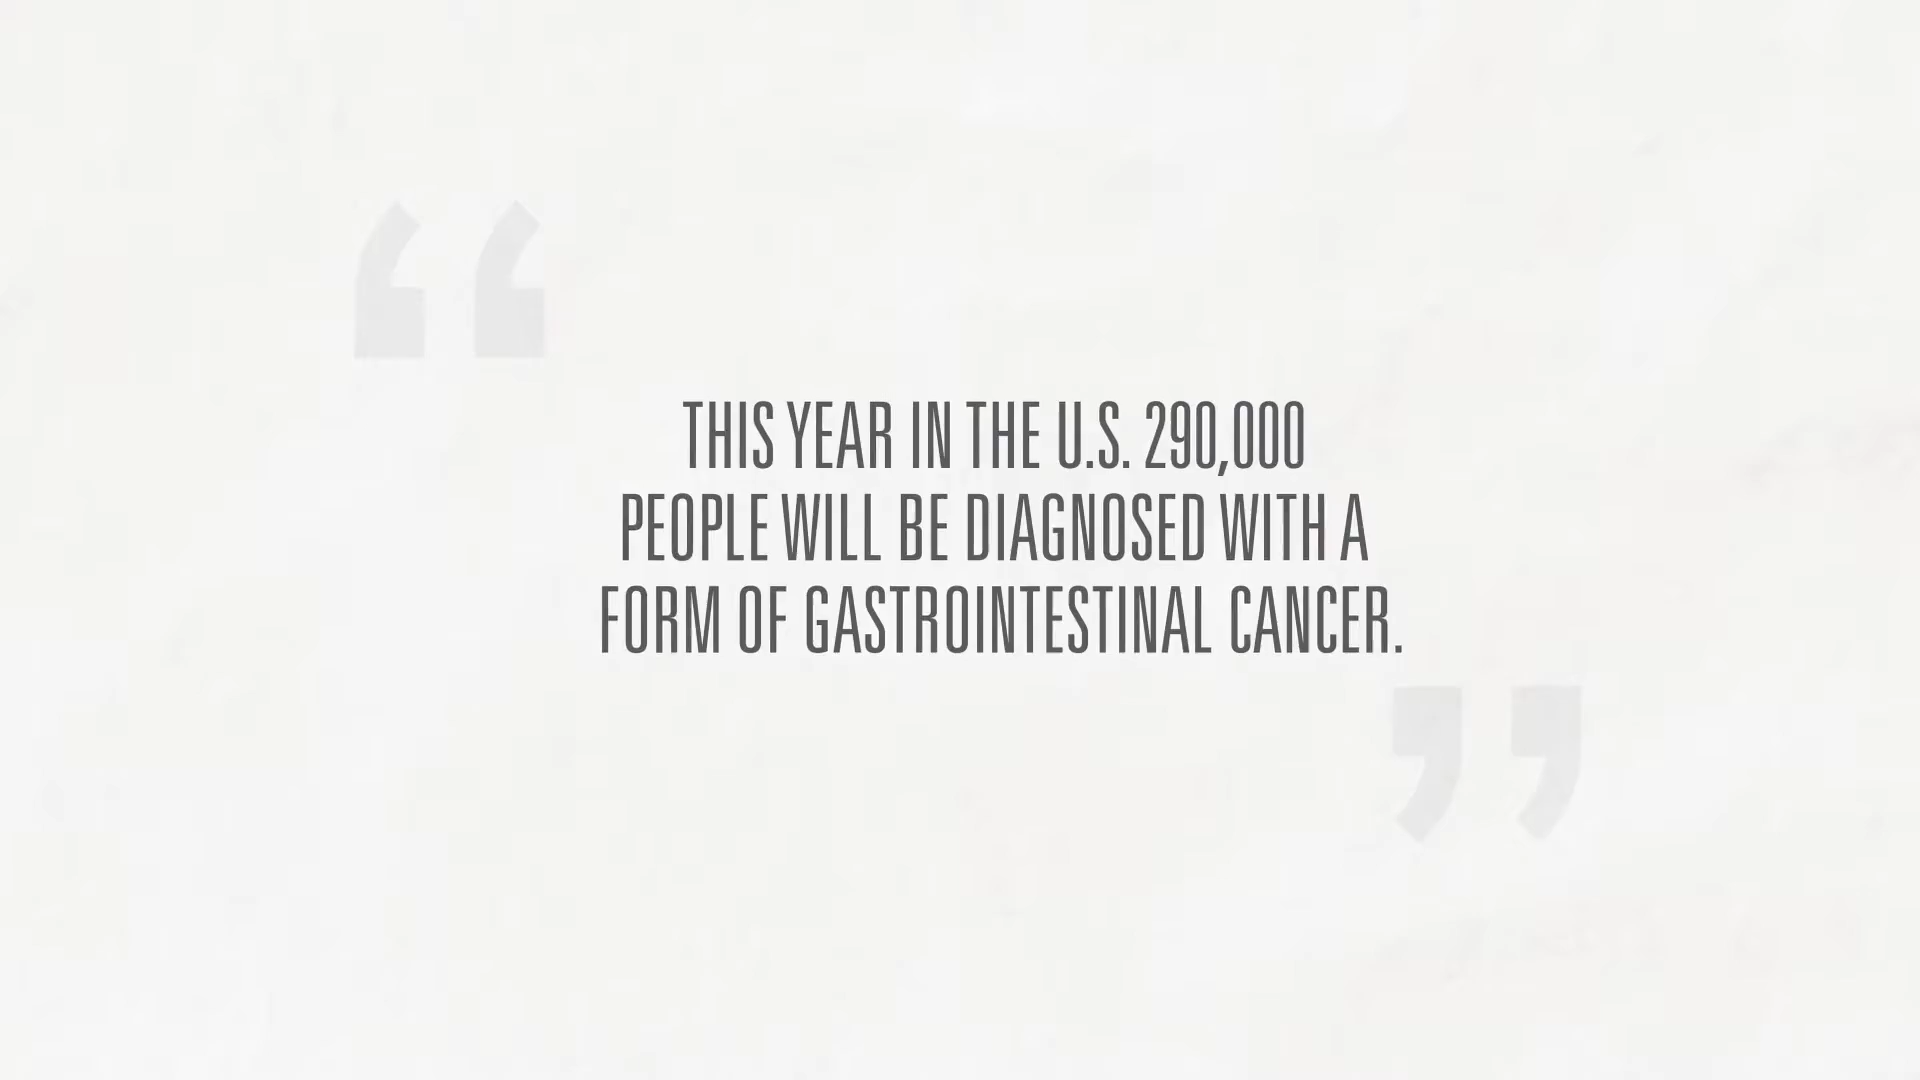 THIS YEAR IN THE U.S. 290,000
PEOPLE WILL BE DIAGNOSED WITH A
FORM OF GASTROINTESTINAL CANCER.